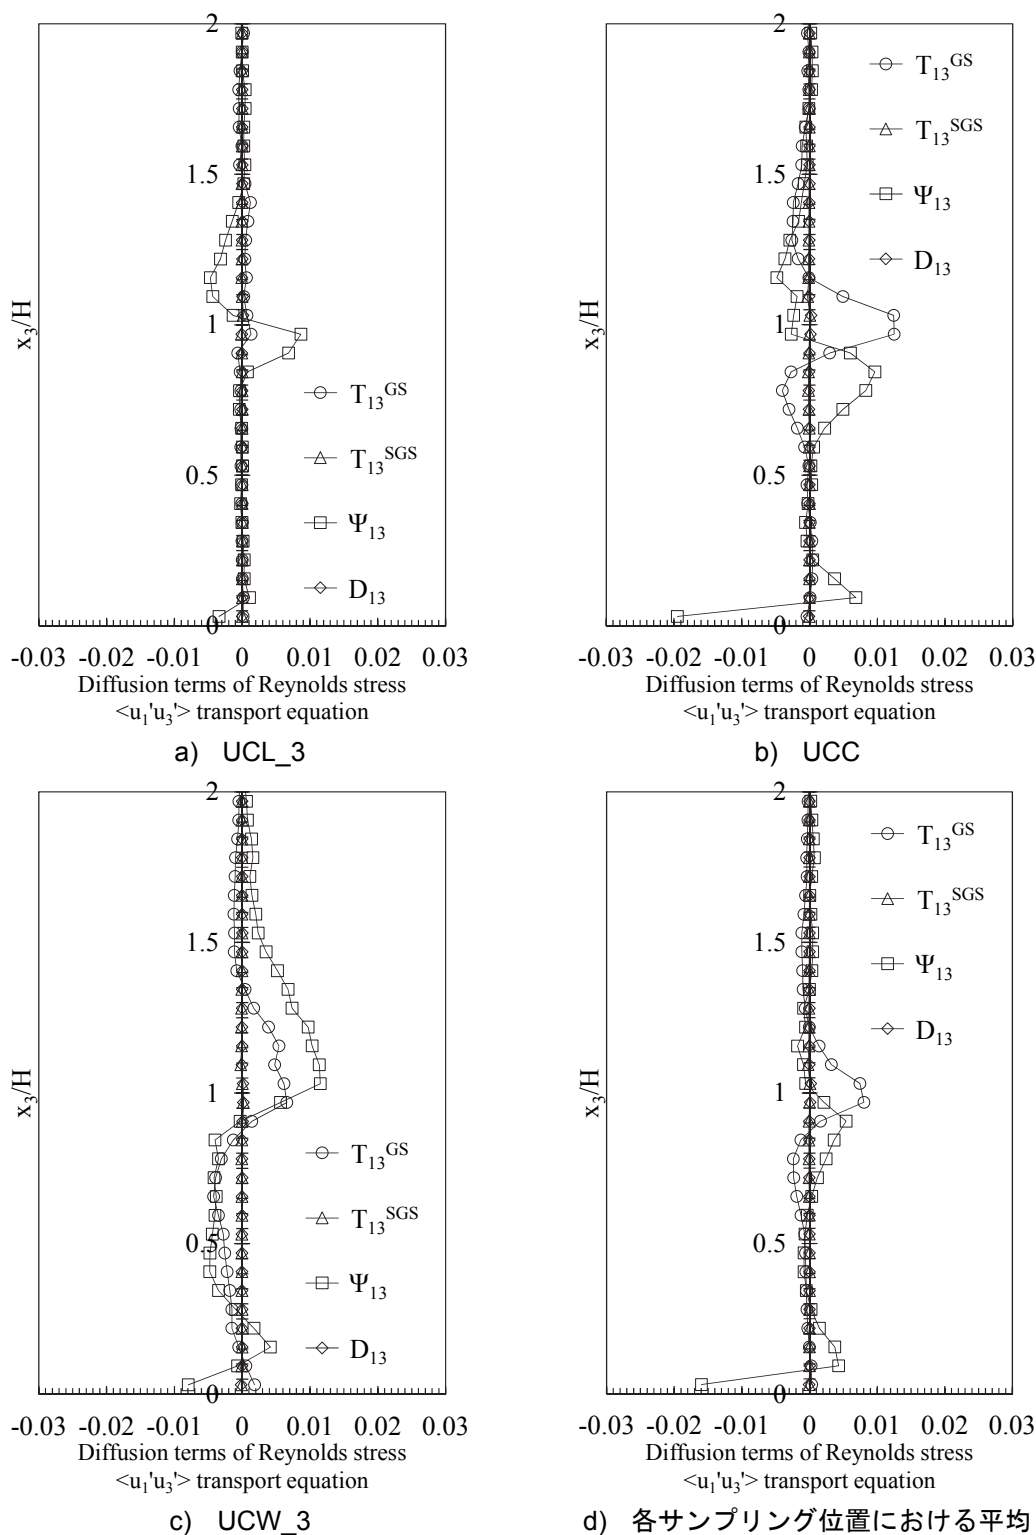 2
1.5
1
0.5
0
x₃/H
T₁₃ᴳˢ
T₁₃ˢᴳˢ
Ψ₁₃
D₁₃
-0.03 -0.02 -0.01 0 0.01 0.02 0.03
Diffusion terms of Reynolds stress
<u₁'u₃'> transport equation
a) UCL_3
2
1.5
1
0.5
0
x₃/H
T₁₃ᴳˢ
T₁₃ˢᴳˢ
Ψ₁₃
D₁₃
-0.03 -0.02 -0.01 0 0.01 0.02 0.03
Diffusion terms of Reynolds stress
<u₁'u₃'> transport equation
b) UCC
2
1.5
1
0.5
0
x₃/H
T₁₃ᴳˢ
T₁₃ˢᴳˢ
Ψ₁₃
D₁₃
-0.03 -0.02 -0.01 0 0.01 0.02 0.03
Diffusion terms of Reynolds stress
<u₁'u₃'> transport equation
c) UCW_3
2
1.5
1
0.5
0
x₃/H
T₁₃ᴳˢ
T₁₃ˢᴳˢ
Ψ₁₃
D₁₃
-0.03 -0.02 -0.01 0 0.01 0.02 0.03
Diffusion terms of Reynolds stress
<u₁'u₃'> transport equation
d) 各サンプリング位置における平均